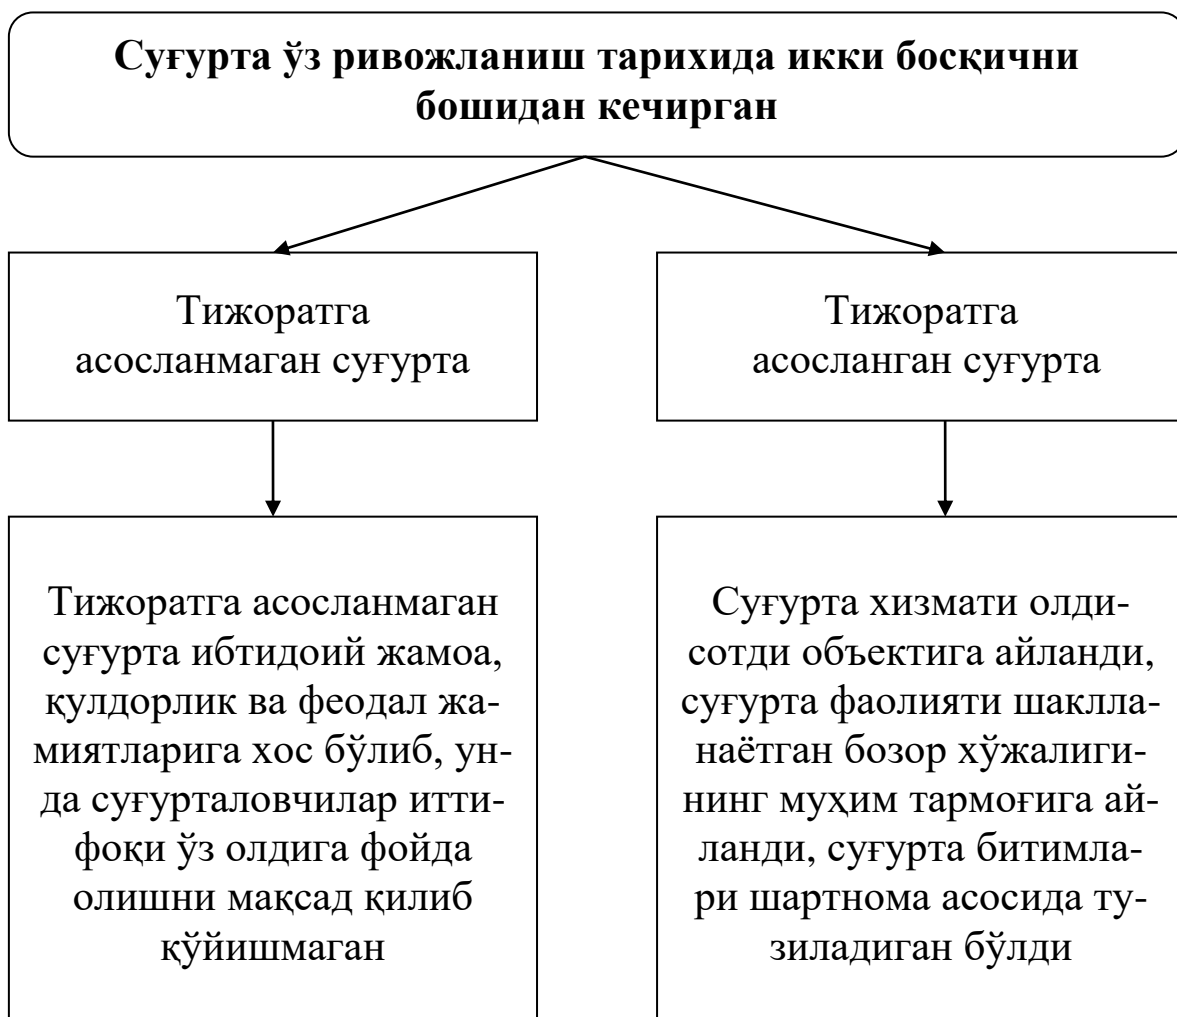 Суғурта ўз ривожланиш тарихида икки босқични
бошидан кечирган
Тижоратга
асосланмаган суғурта
Тижоратга
асосланган суғурта
Тижоратга асосланмаган
суғурта ибтидоий жамоа,
қулдорлик ва феодал жа-
миятларига хос бўлиб, ун-
да суғурталовчилар итти-
фоқи ўз олдига фойда
олишни мақсад қилиб
қўйишмаган
Суғурта хизмати олди-
сотди объектига айланди,
суғурта фаолияти шаклла-
наётган бозор хўжалиги-
нинг муҳим тармоғига ай-
ланди, суғурта битимла-
ри шартнома асосида ту-
зиладиган бўлди